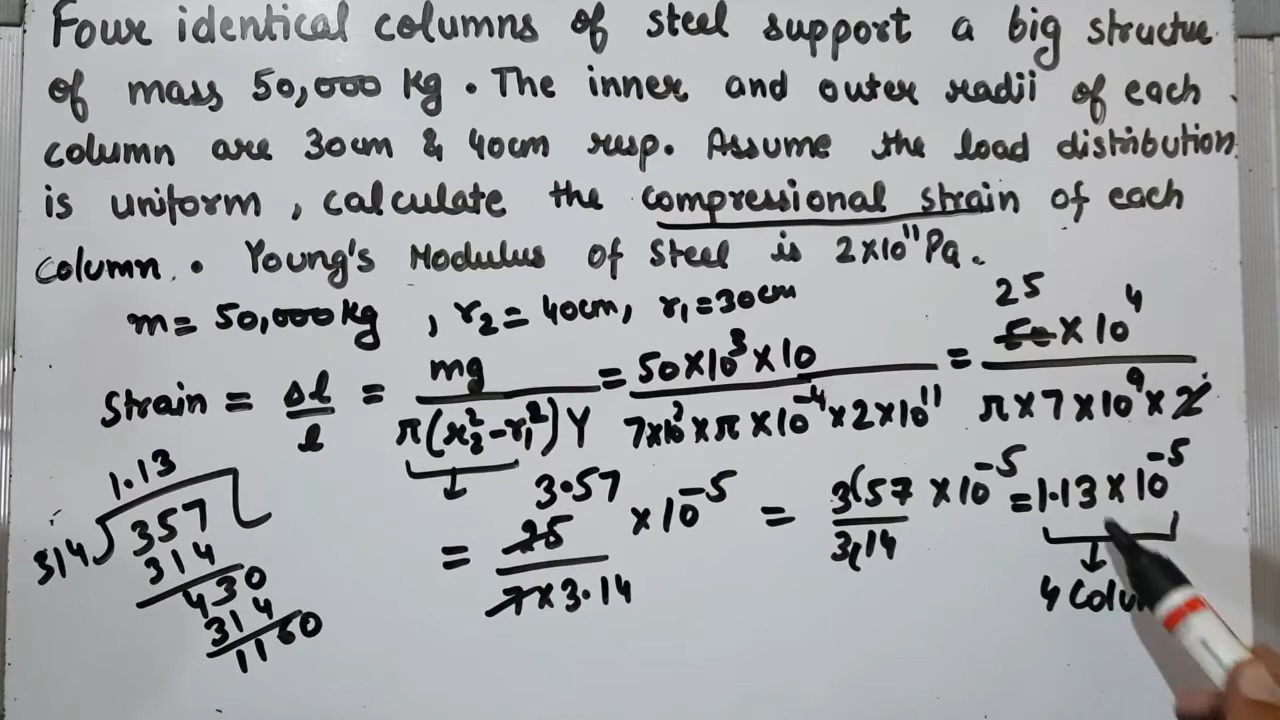 Four identical columns of steel support a big structue
of mass 50,000 kg. The inner and outer radii of each
column are 30cm & 40cm resp. Assume the load distribution
is uniform, calculate the compressional strain of each
column. Young's Modulus of Steel is 2×10¹¹ Pa.
m = 50,000 kg , r₂ = 40cm, r₁ = 30cm
Strain = Δl/l = mg/π(r₂²-r₁²)Y = 50×10³×10/7×10²×π×10⁻⁴×2×10¹¹ = 25 50×10⁴/π×7×10⁹×2
= 3.57 25/7×3.14 ×10⁻⁵ = 3.57/3.14 ×10⁻⁵ = 1.13×10⁻⁵
4
1.13
314) 357
314
430
314
1160